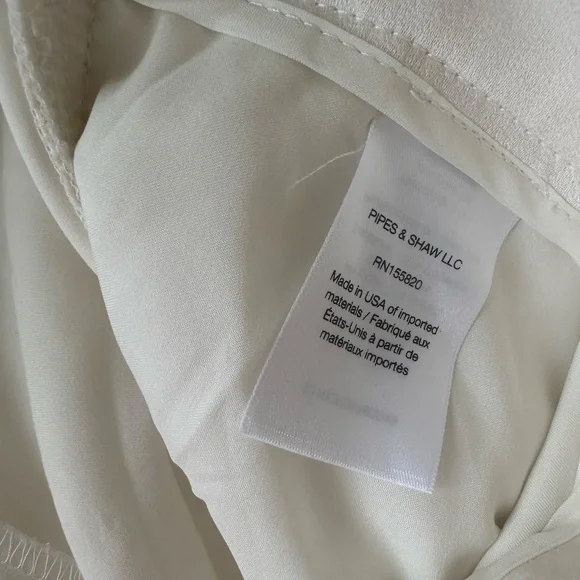 PIPES & SHAW LLC
RN155820
Made in USA of imported
materials / Fabriqué aux
États-Unis à partir de
matériaux importés